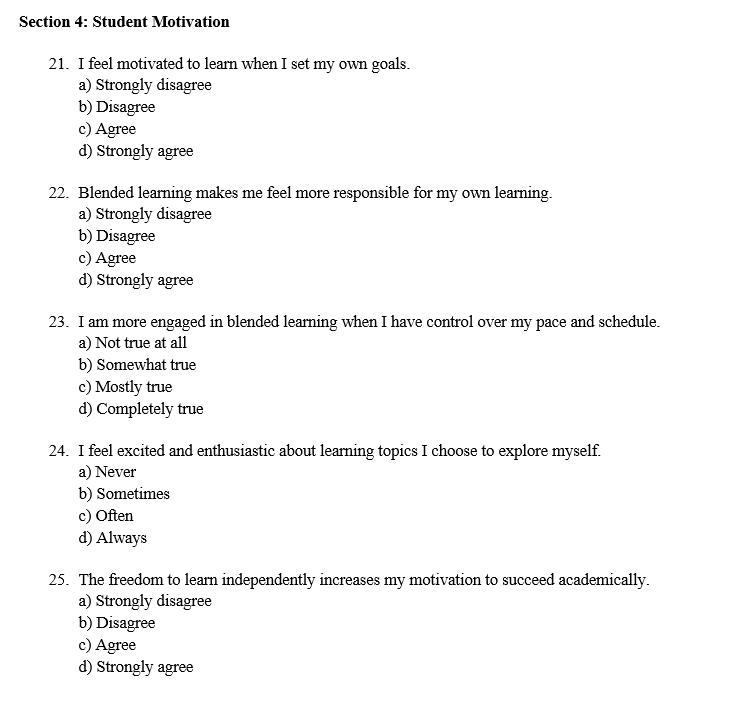 Section 4: Student Motivation
21. I feel motivated to learn when I set my own goals.
a) Strongly disagree
b) Disagree
c) Agree
d) Strongly agree
22. Blended learning makes me feel more responsible for my own learning.
a) Strongly disagree
b) Disagree
c) Agree
d) Strongly agree
23. I am more engaged in blended learning when I have control over my pace and schedule.
a) Not true at all
b) Somewhat true
c) Mostly true
d) Completely true
24. I feel excited and enthusiastic about learning topics I choose to explore myself.
a) Never
b) Sometimes
c) Often
d) Always
25. The freedom to learn independently increases my motivation to succeed academically.
a) Strongly disagree
b) Disagree
c) Agree
d) Strongly agree